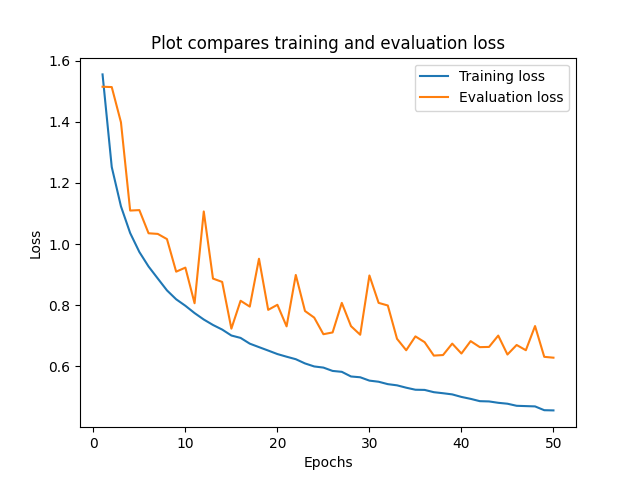 Plot compares training and evaluation loss
Training loss
Evaluation loss
Loss
1.6
1.4
1.2
1.0
0.8
0.6
0 10 20 30 40 50
Epochs